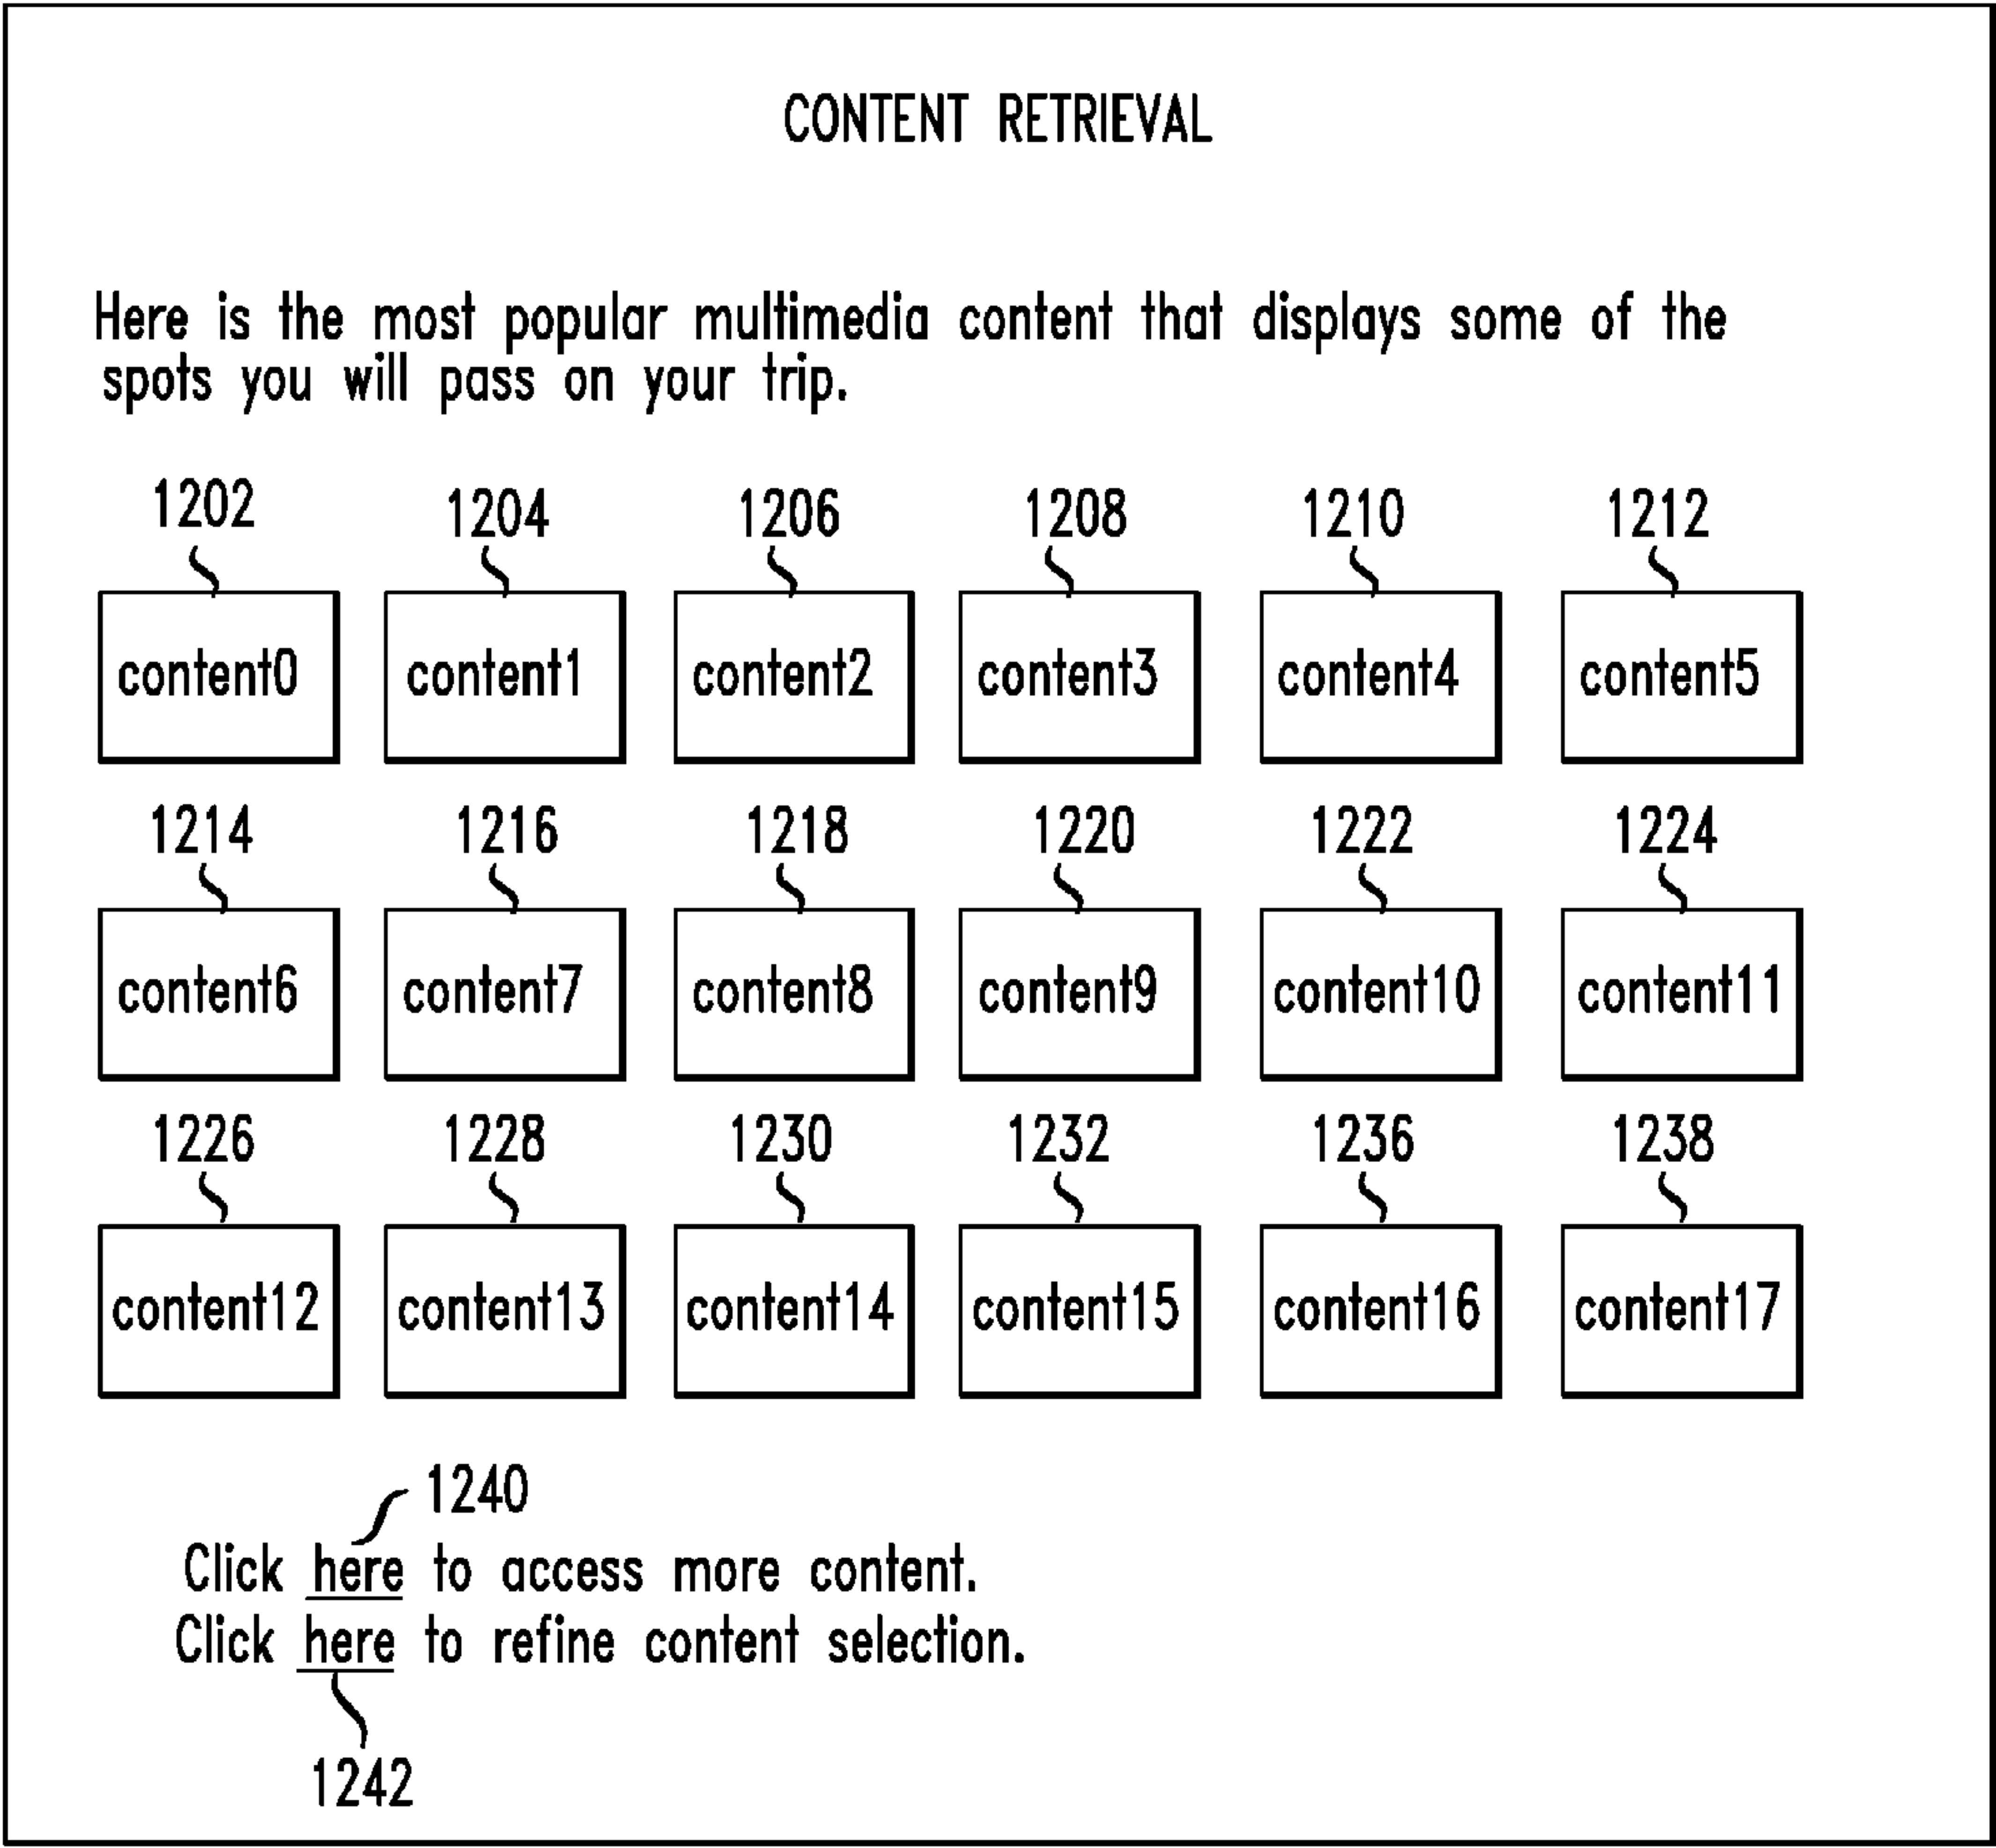 CONTENT RETRIEVAL
Here is the most popular multimedia content that displays some of the
spots you will pass on your trip.
1202 1204 1206 1208 1210 1212
content0 content1 content2 content3 content4 content5
1214 1216 1218 1220 1222 1224
content6 content7 content8 content9 content10 content11
1226 1228 1230 1232 1236 1238
content12 content13 content14 content15 content16 content17
1240
Click here to access more content.
Click here to refine content selection.
1242